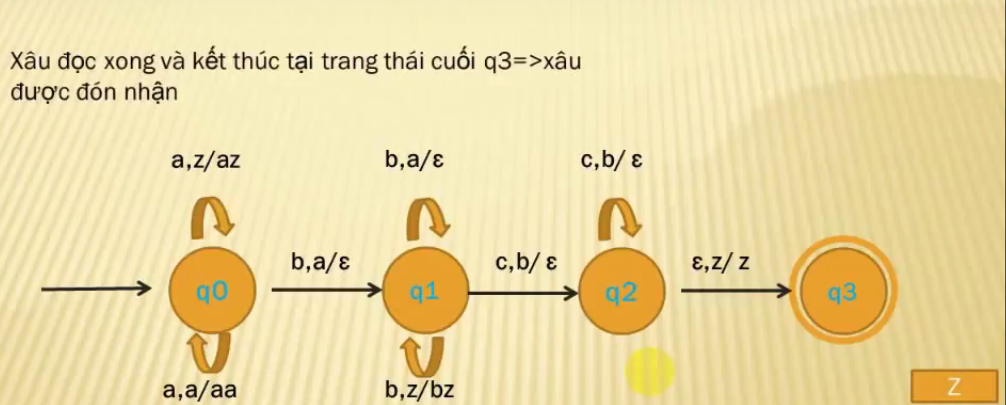 Xâu đọc xong và kết thúc tại trang thái cuối q3=>xâu
được đón nhận
a,z/az
b,a/ε
c,b/ ε
b,a/ε
c,b/ ε
ε,z/ z
q0
q1
q2
q3
a,a/aa
b,z/bz
Z